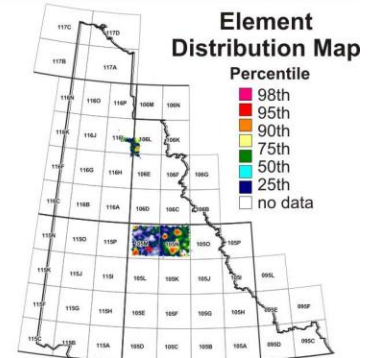 Element
Distribution Map
Percentile
98th
95th
90th
75th
50th
25th
no data
117C 117D
117B 117A
116N 116O 116P 106M 106N
116K 116J 116I 106L 106K
116F 116G 116H 106E 106F 106G
116C 116B 116A 106D 106C 106B
115N 115O 115P 105M 105N 105O 105P
115K 115J 115I 105L 105K 105J 105I 095L
115F 115G 115H 105E 105F 105G 105H 095E 095F
115C 115B 115A 105D 105C 105B 105A 095D 095C